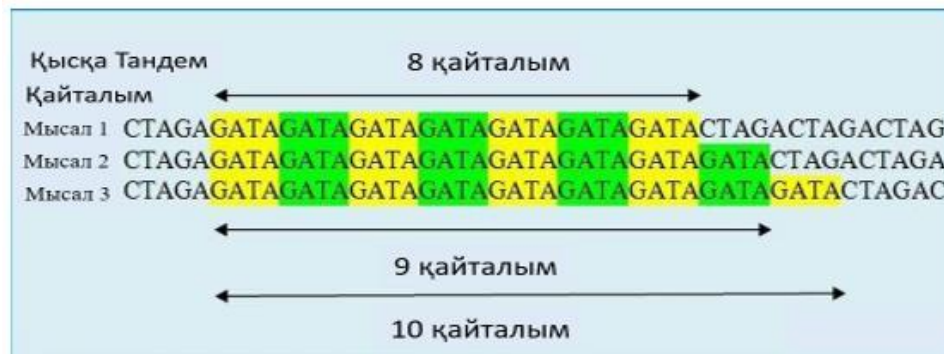 Қысқа Тандем
Қайталым
8 қайталым
Мысал 1 CTAGAGATAGATAGATAGATAGATAGATAGATACTAGACTAGACTAG
Мысал 2 CTAGAGATAGATAGATAGATAGATAGATAGATAGATACTAGACTAGA
Мысал 3 CTAGAGATAGATAGATAGATAGATAGATAGATAGATAGATACTAGAC
9 қайталым
10 қайталым